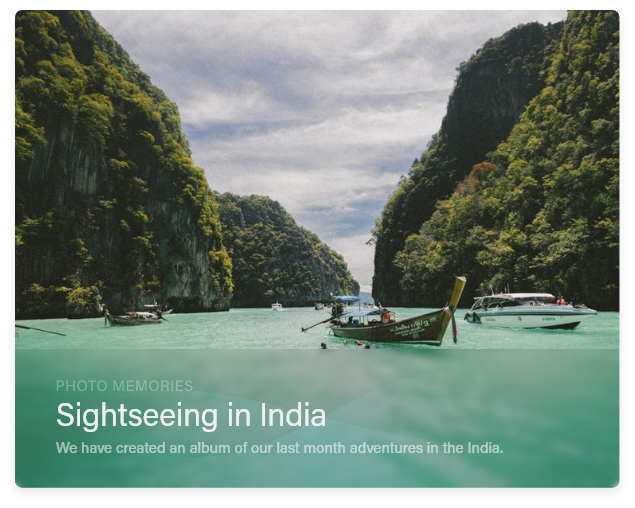 PHOTO MEMORIES
Sightseeing in India
We have created an album of our last month adventures in the India.